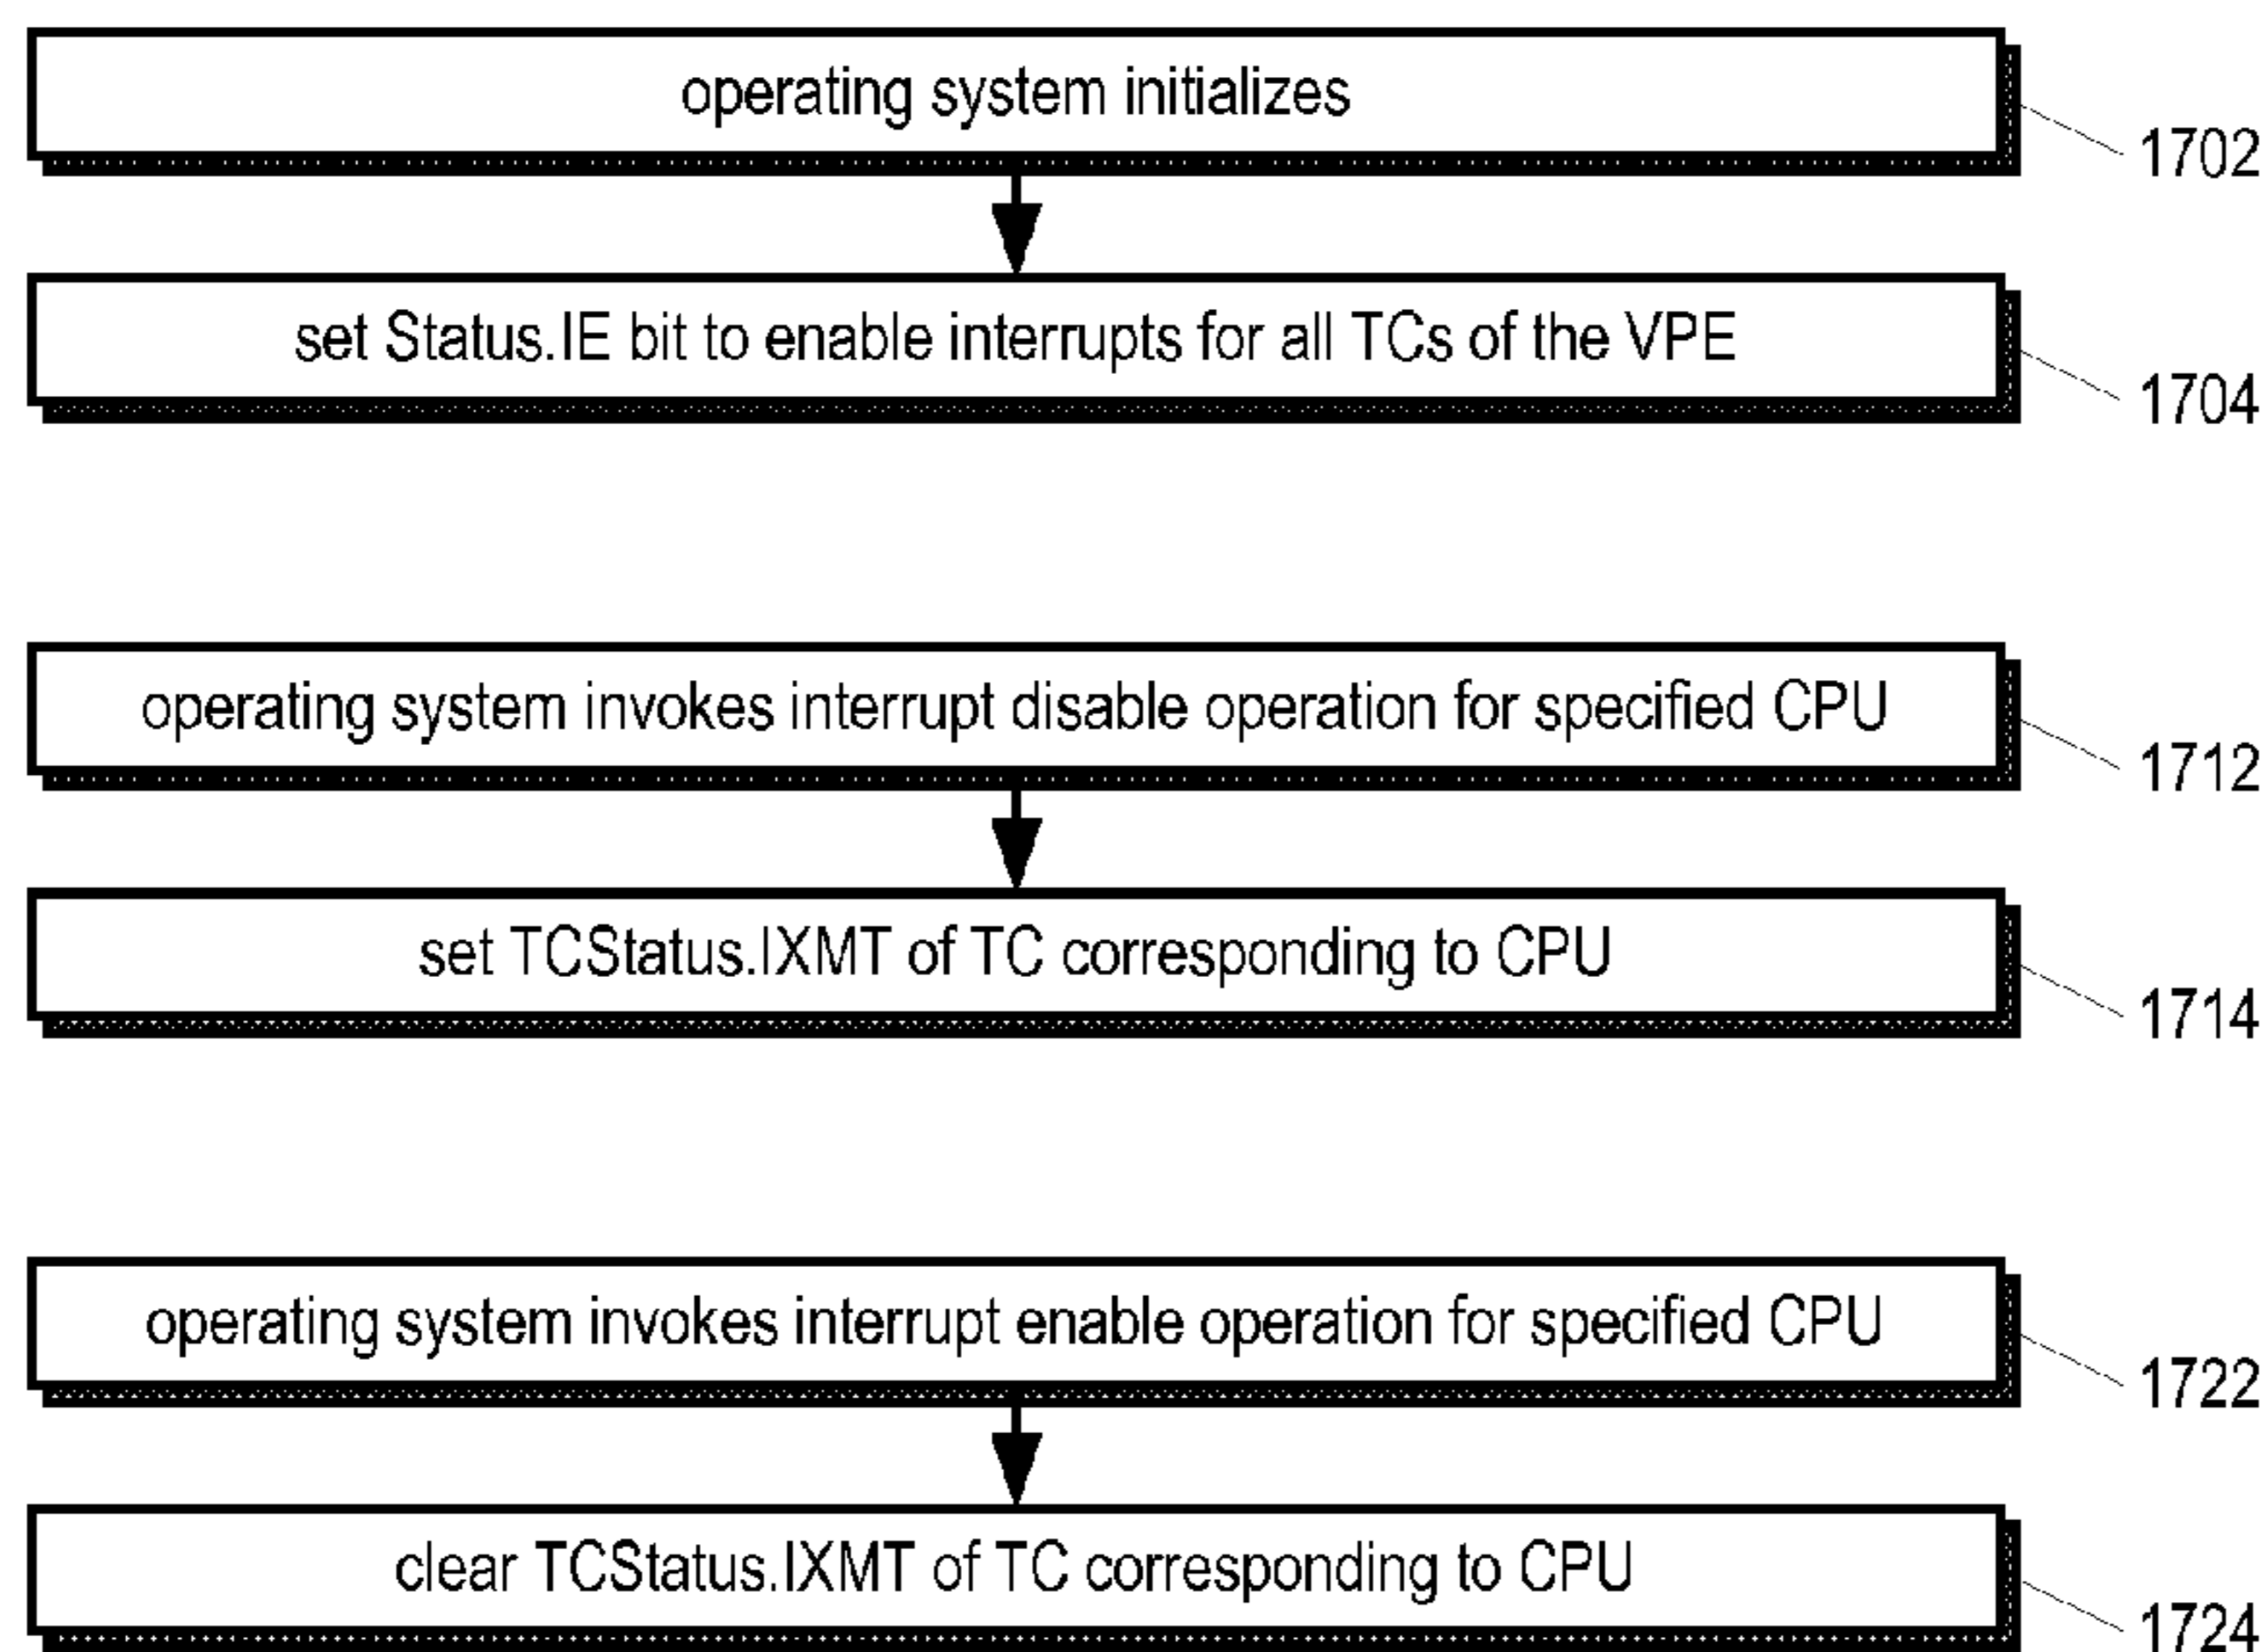 operating system initializes
1702
set Status.IE bit to enable interrupts for all TCs of the VPE
1704
operating system invokes interrupt disable operation for specified CPU
1712
set TCStatus.IXMT of TC corresponding to CPU
1714
operating system invokes interrupt enable operation for specified CPU
1722
clear TCStatus.IXMT of TC corresponding to CPU
1724